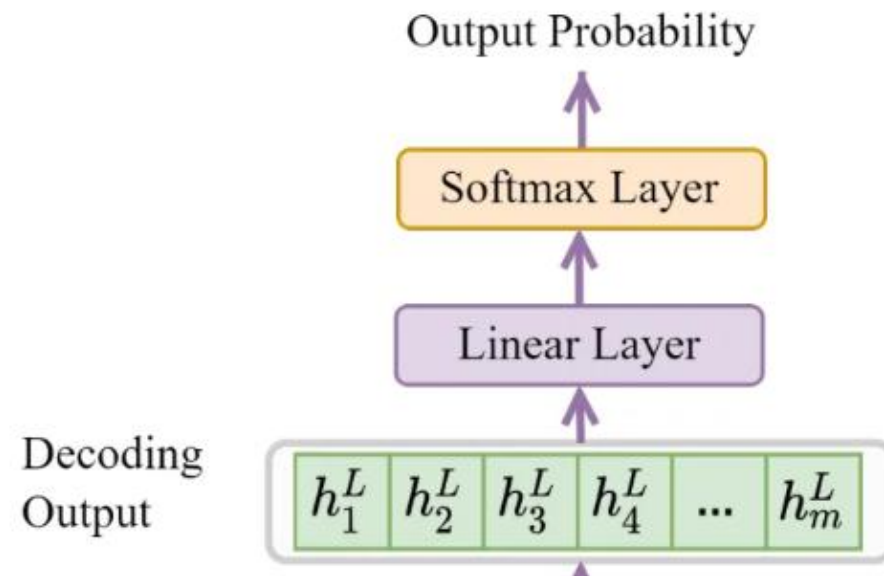 Output Probability
Softmax Layer
Linear Layer
Decoding
Output
h_1^L h_2^L h_3^L h_4^L ... h_m^L